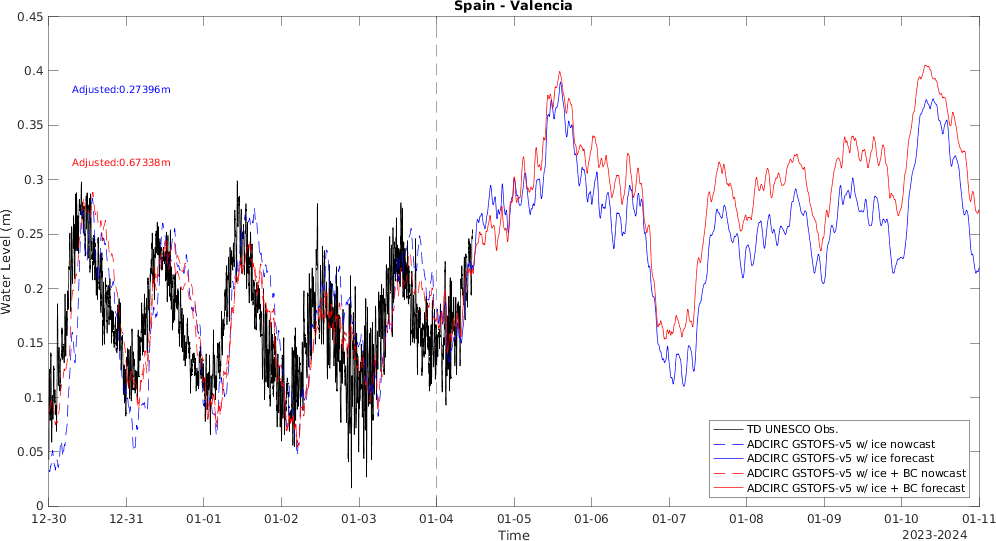 Spain - Valencia
0.45
0.4
0.35
0.3
0.25
0.2
0.15
0.1
0.05
0
Water Level (m)
Adjusted:0.27396m
Adjusted:0.67338m
TD UNESCO Obs.
ADCIRC GSTOFS-v5 w/ ice nowcast
ADCIRC GSTOFS-v5 w/ ice forecast
ADCIRC GSTOFS-v5 w/ ice + BC nowcast
ADCIRC GSTOFS-v5 w/ ice + BC forecast
12-30 12-31 01-01 01-02 01-03 01-04 01-05 01-06 01-07 01-08 01-09 01-10 01-11
Time
2023-2024